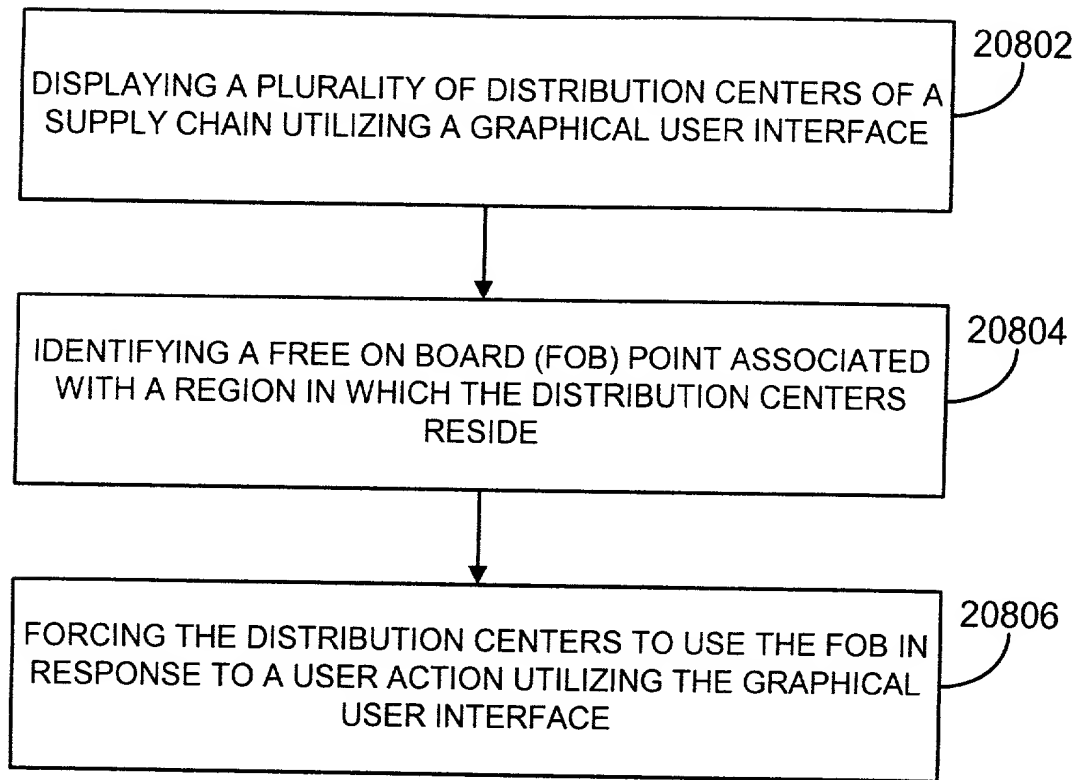 20802
DISPLAYING A PLURALITY OF DISTRIBUTION CENTERS OF A
SUPPLY CHAIN UTILIZING A GRAPHICAL USER INTERFACE
20804
IDENTIFYING A FREE ON BOARD (FOB) POINT ASSOCIATED
WITH A REGION IN WHICH THE DISTRIBUTION CENTERS
RESIDE
20806
FORCING THE DISTRIBUTION CENTERS TO USE THE FOB IN
RESPONSE TO A USER ACTION UTILIZING THE GRAPHICAL
USER INTERFACE